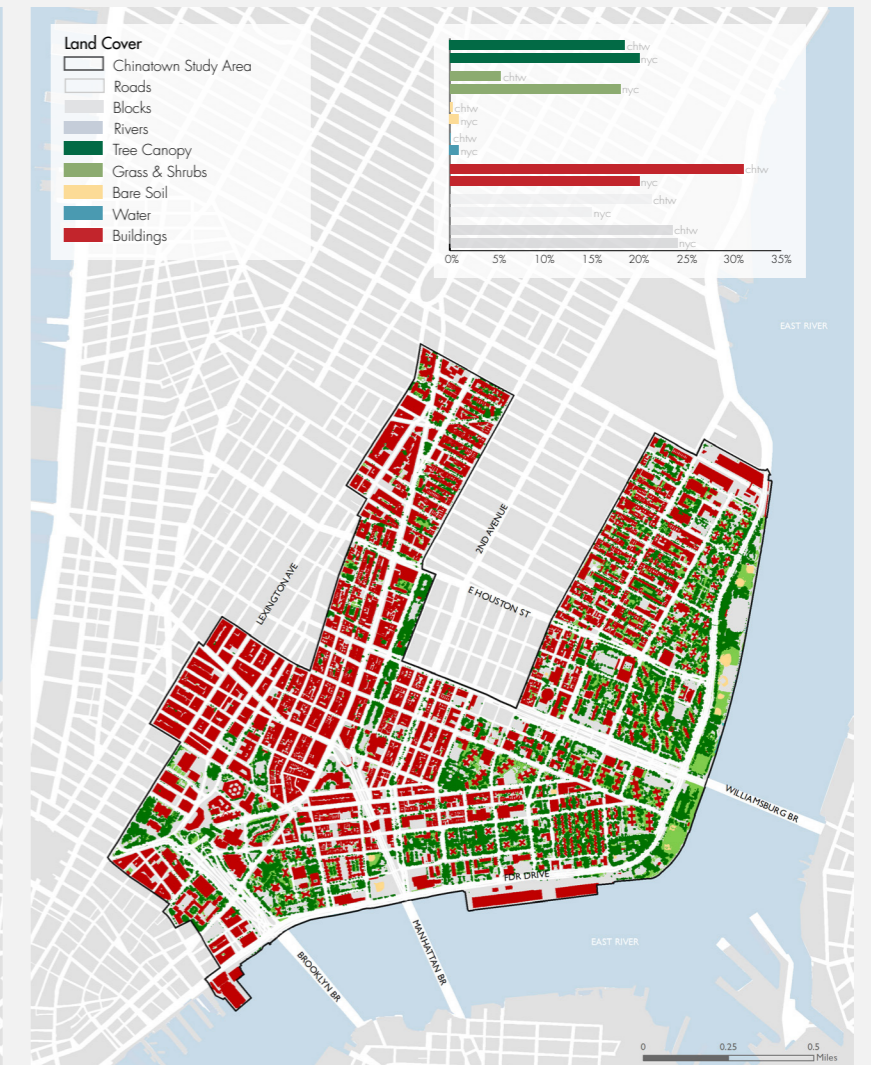 Land Cover
Chinatown Study Area
Roads
Blocks
Rivers
Tree Canopy
Grass & Shrubs
Bare Soil
Water
Buildings
chtw
nyc
chtw
nyc
chtw
nyc
chtw
nyc
chtw
nyc
chtw
nyc
chtw
nyc
0% 5% 10% 15% 20% 25% 30% 35%
EAST RIVER
2ND AVENUE
LEXINGTON AVE
E HOUSTON ST
WILLIAMSBURG BR
FDR DRIVE
MANHATTAN BR
EAST RIVER
BROOKLYN BR
0 0.25 0.5
Miles